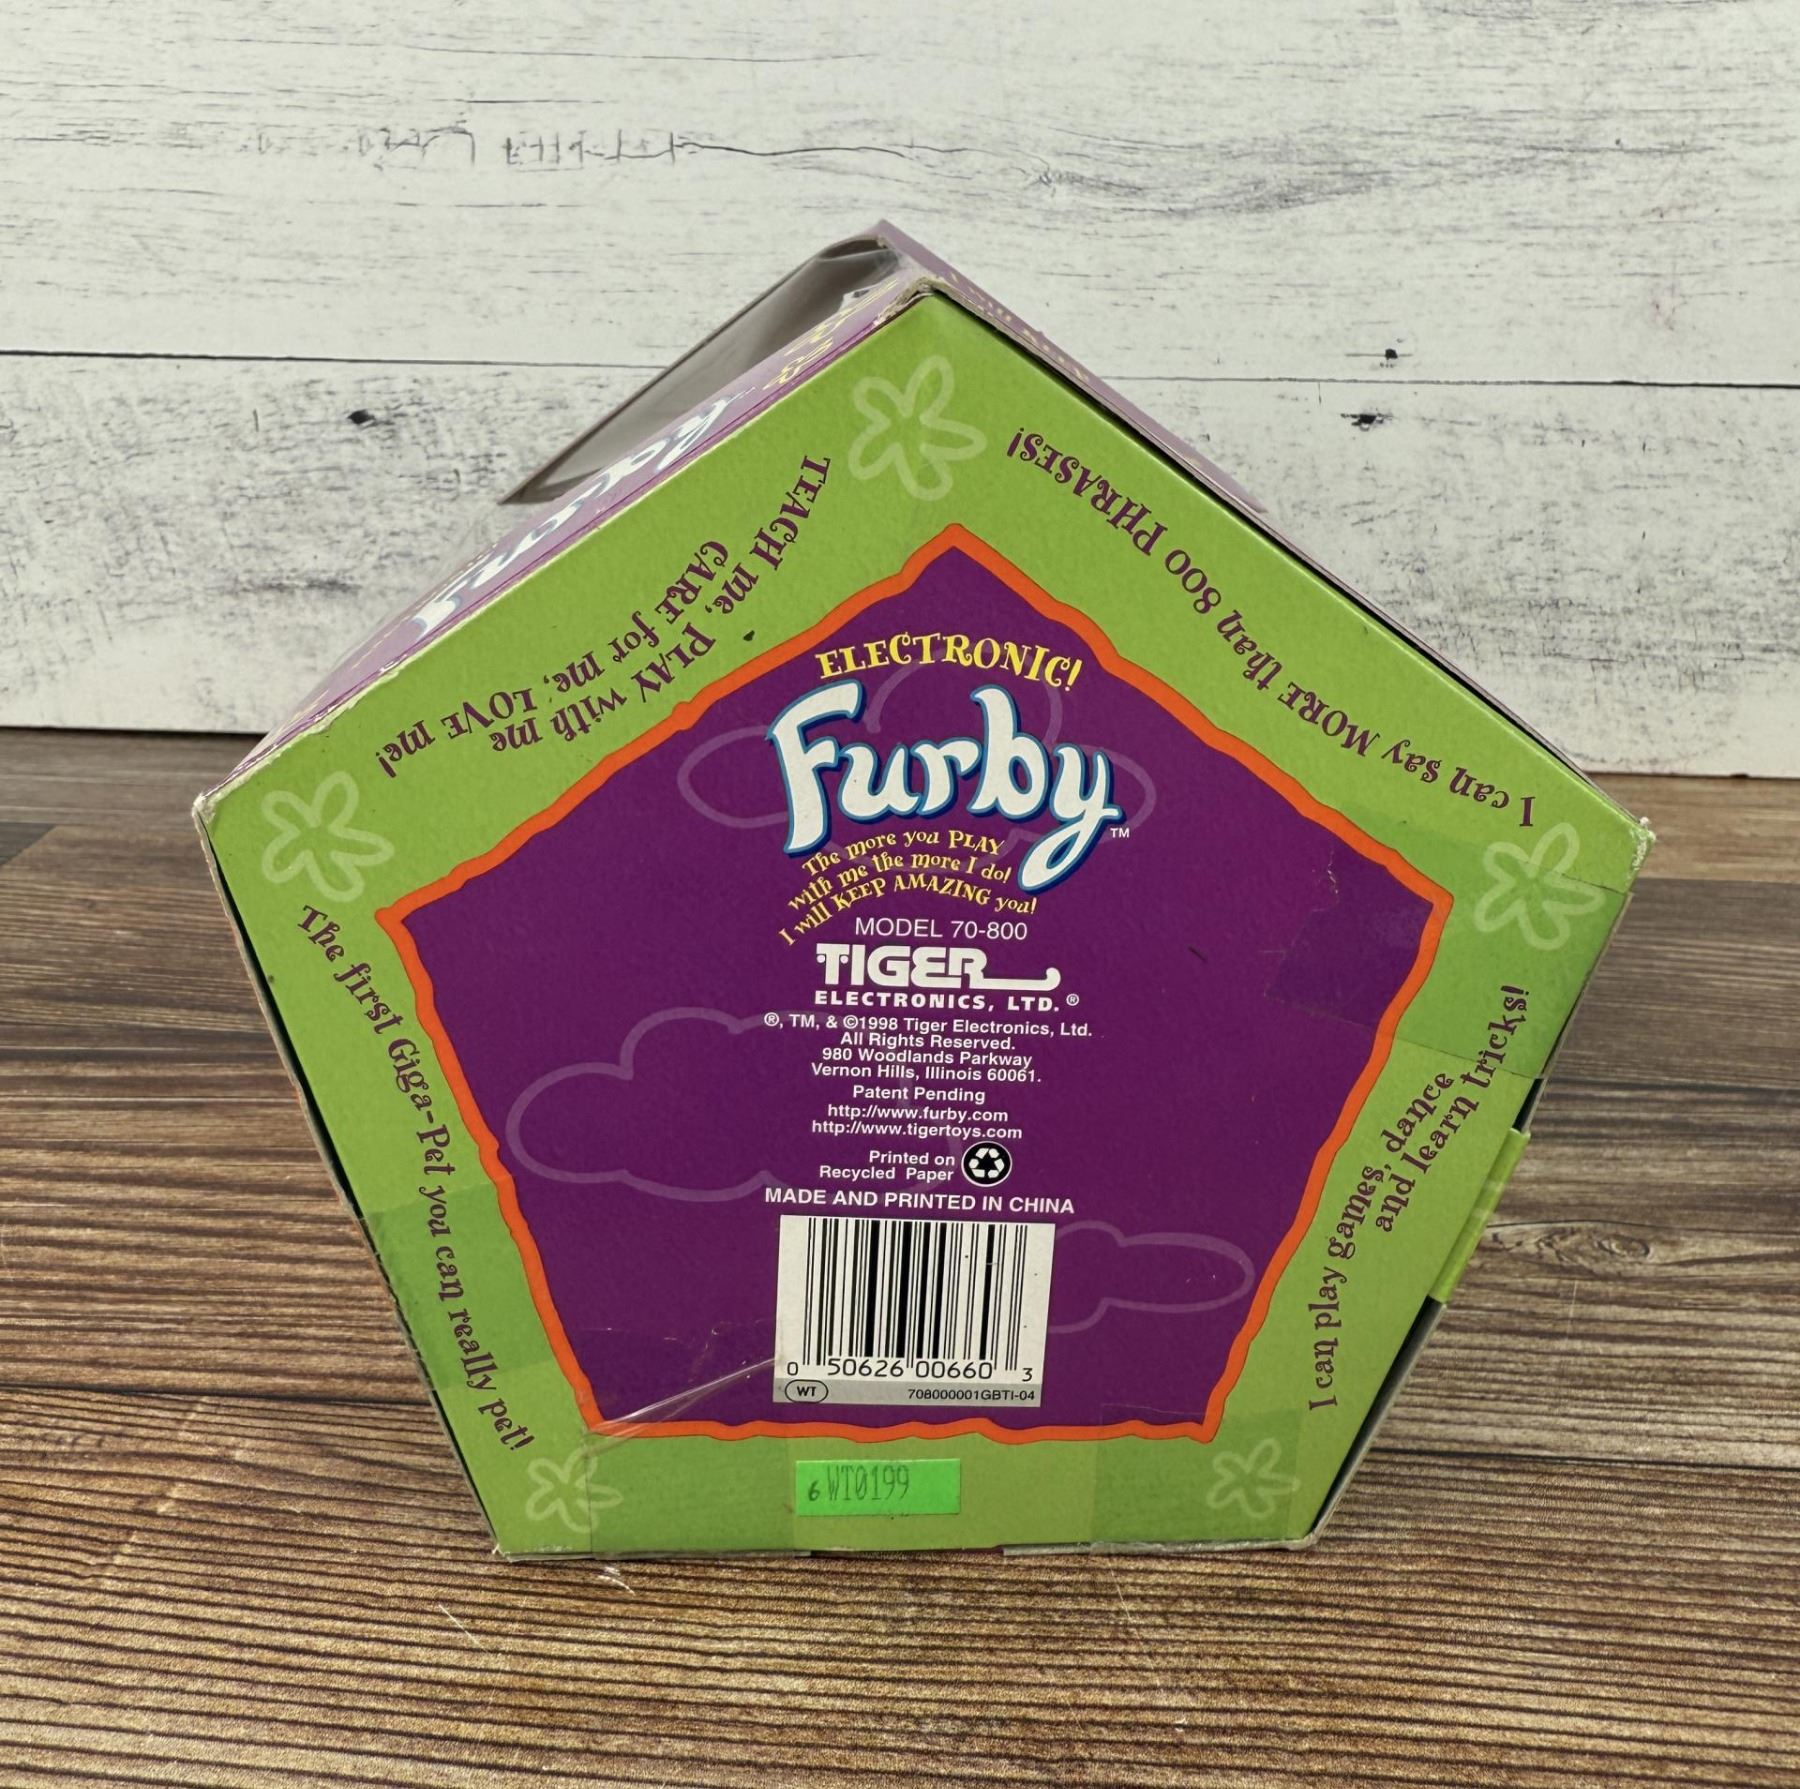 ELECTRONIC!
Furby™
The more you PLAY
with me the more I do!
I will KEEP AMAZING you!
MODEL 70-800
TIGER
ELECTRONICS, LTD.®
®, TM, & ©1998 Tiger Electronics, Ltd.
All Rights Reserved.
980 Woodlands Parkway
Vernon Hills, Illinois 60061.
Patent Pending
http://www.furby.com
http://www.tigertoys.com
Printed on
Recycled Paper
MADE AND PRINTED IN CHINA
0 50626 00660 3
WT 708000001GBTI-04
6 WT0199
TEACH me, PLAY with me
CARE for me, LOVE me!
I can say MORE than 800 PHRASES!
The first Giga-Pet you can really pet!
I can play games, dance
and learn tricks!
Furby